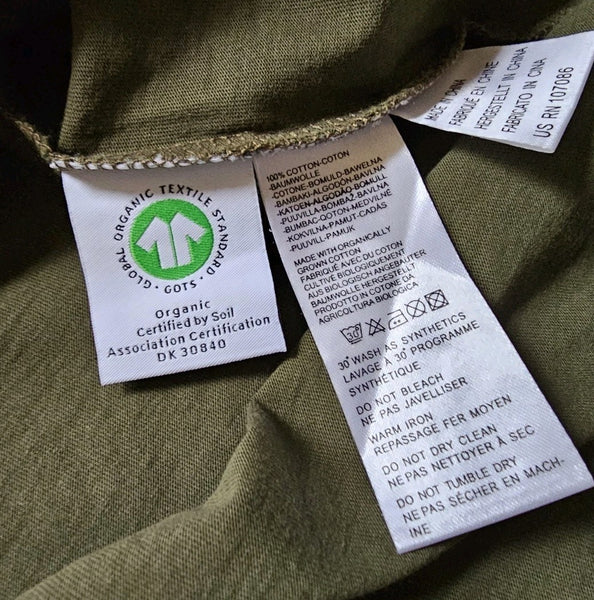 GLOBAL ORGANIC TEXTILE STANDARD
· GOTS ·
Organic
Certified by Soil
Association Certification
DK 30840
100% COTTON-COTON
-BAUMWOLLE
-COTONE-BOMULD-BAWELNA
-BAMBAKI-ALGODÓN-BAVLNA
-KATOEN-ALGODÃO-BOMULL
-PUUVILLA-BOMBAŽ-BAVLNA
-BUMBAC-QOTON-MEDVILNĖ
-KOKVILNA-PAMUT-CADÁS
-PUUVILL-PAMUK
MADE WITH ORGANICALLY
GROWN COTTON
FABRIQUÉ AVEC DU COTON
CULTIVÉ BIOLOGIQUEMENT
AUS BIOLOGISCH ANGEBAUTER
BAUMWOLLE HERGESTELLT
PRODOTTO IN COTONE DA
AGRICOLTURA BIOLOGICA
30° WASH AS SYNTHETICS
LAVAGE À 30° PROGRAMME
SYNTHÉTIQUE
DO NOT BLEACH
NE PAS JAVELLISER
WARM IRON
REPASSAGE FER MOYEN
DO NOT DRY CLEAN
NE PAS NETTOYER À SEC
DO NOT TUMBLE DRY
NE PAS SÉCHER EN MACH-
INE
MADE IN CHINA
FABRIQUÉ EN CHINE
HERGESTELLT IN CHINA
FABRICATO IN CINA
US RN 107086